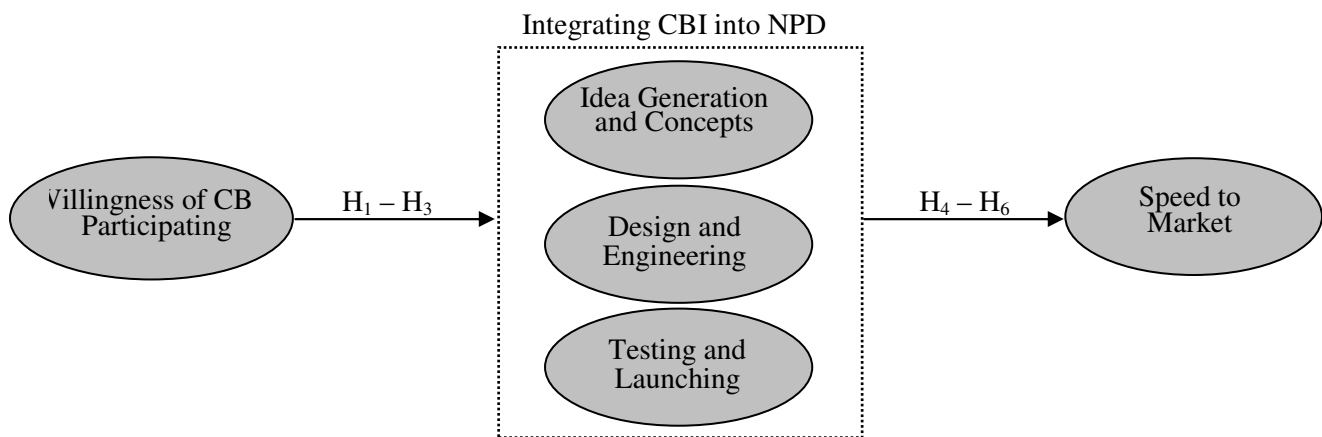 Integrating CBI into NPD
Idea Generation
and Concepts
Villingness of CB
Participating
H₁ – H₃
Design and
Engineering
H₄ – H₆
Speed to
Market
Testing and
Launching